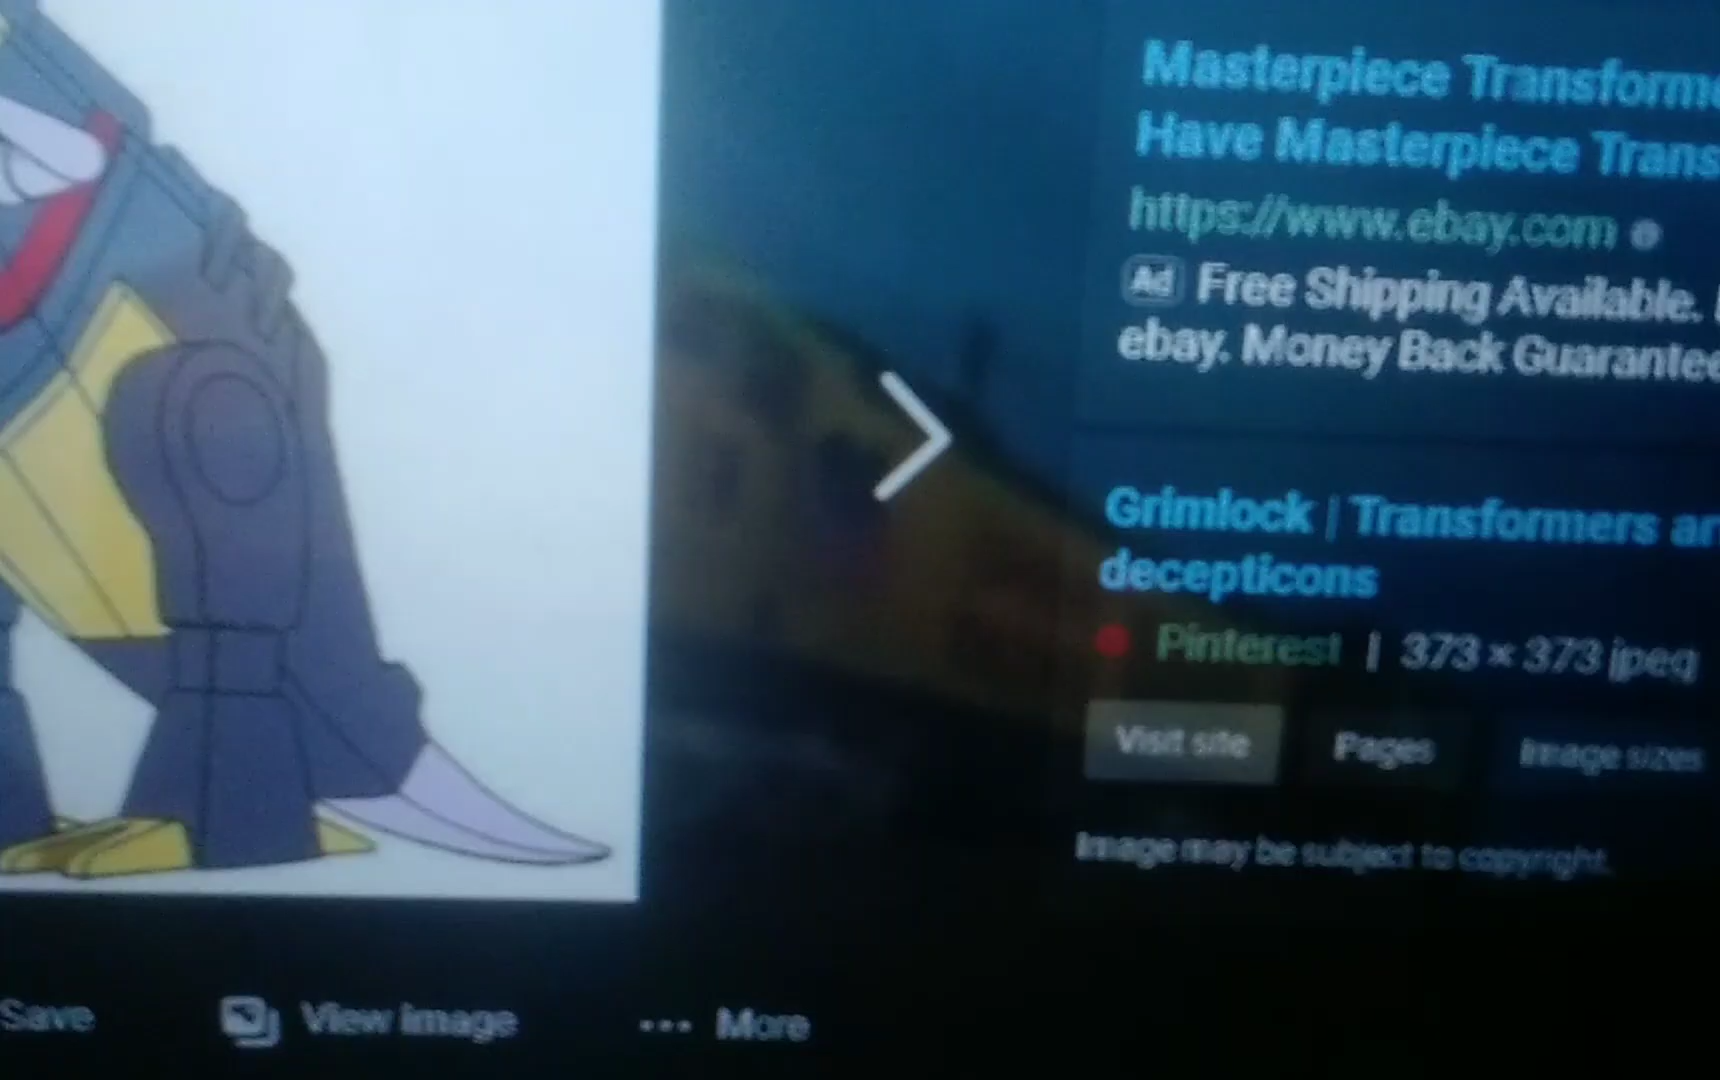 Masterpiece Transform
Have Masterpiece Trans
https://www.ebay.com
Ad Free Shipping Available.
ebay. Money Back Guarantee
Grimlock | Transformers ar
decepticons
Pinterest | 373 × 373 jpeg
Visit site Pages Image sizes
Image may be subject to copyright.
Save View image ... More